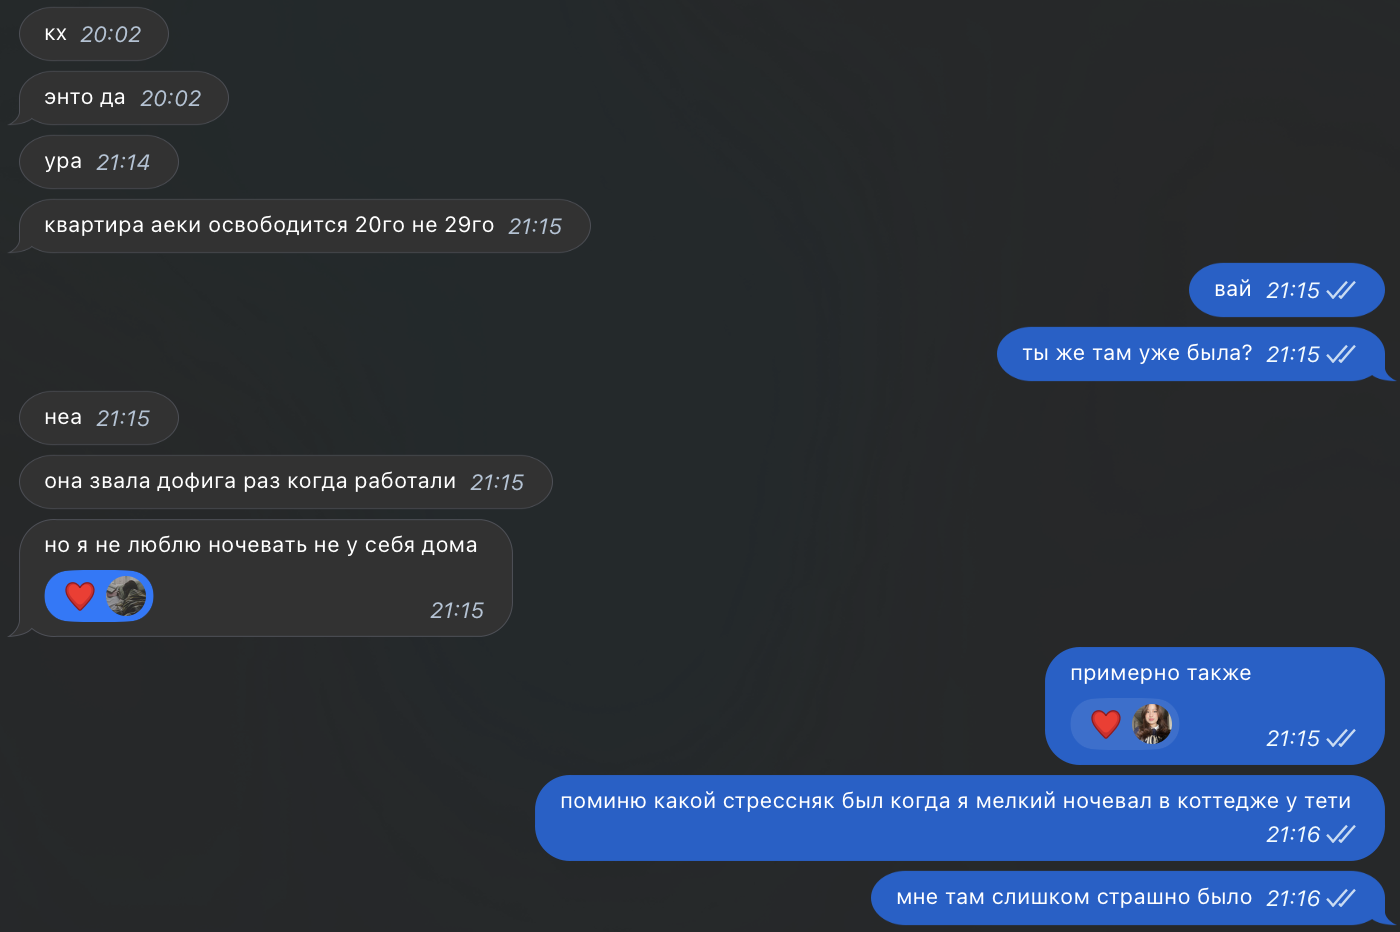 кх 20:02
энто да 20:02
ура 21:14
квартира аеки освободится 20го не 29го 21:15
вай 21:15
ты же там уже была? 21:15
неа 21:15
она звала дофига раз когда работали 21:15
но я не люблю ночевать не у себя дома
21:15
примерно также
21:15
поминю какой стрессняк был когда я мелкий ночевал в коттедже у тети
21:16
мне там слишком страшно было 21:16